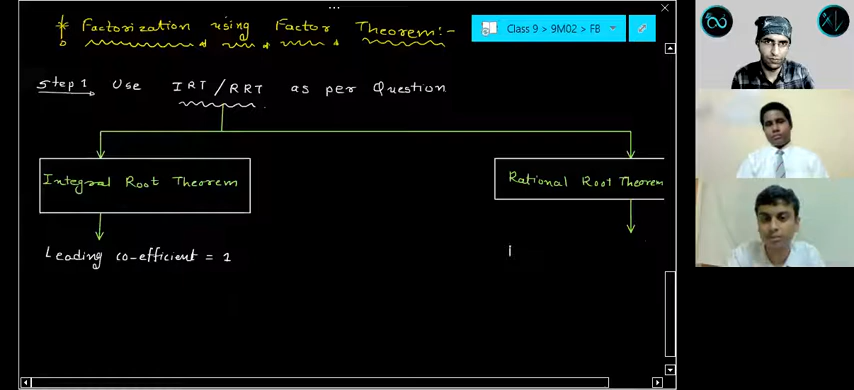 * Factorization using Factor Theorem:-
Class 9 > 9M02 > FB
Step 1 Use IRT/RRT as per Question
Integral Root Theorem
Rational Root Theorem
Leading co-efficient = 1